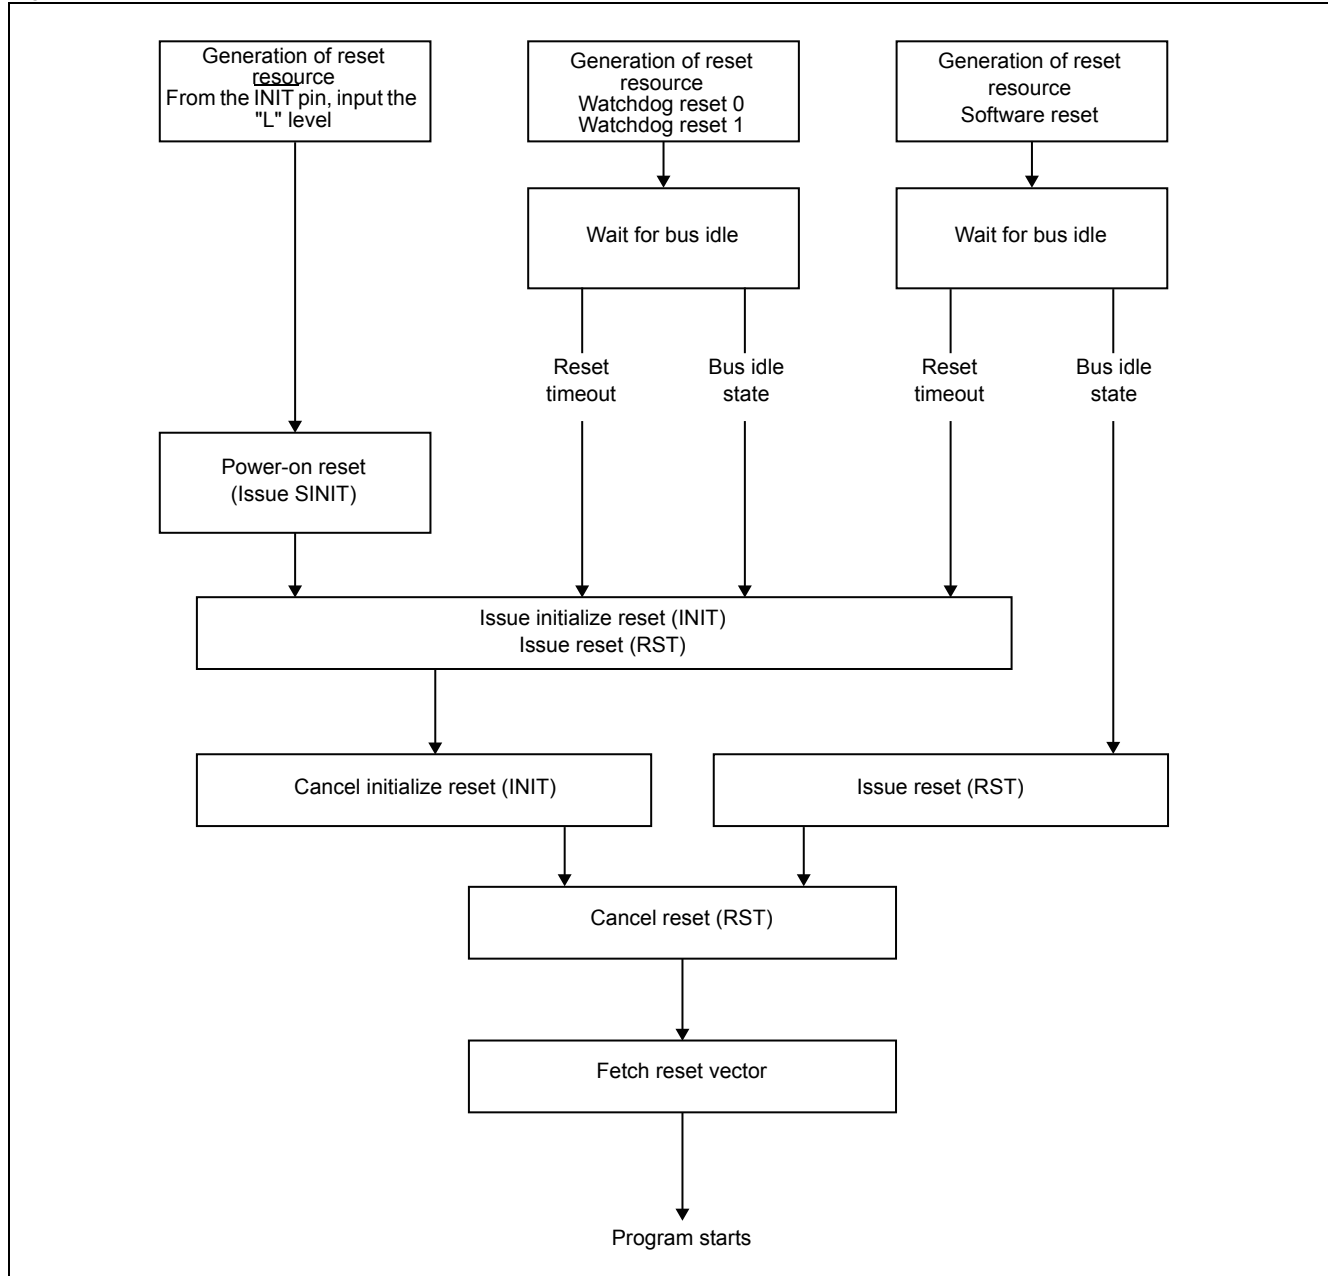 Generation of reset
resource
From the INIT pin, input the
"L" level
Generation of reset
resource
Watchdog reset 0
Watchdog reset 1
Generation of reset
resource
Software reset
Wait for bus idle
Wait for bus idle
Reset
timeout
Bus idle
state
Reset
timeout
Bus idle
state
Power-on reset
(Issue SINIT)
Issue initialize reset (INIT)
Issue reset (RST)
Cancel initialize reset (INIT)
Issue reset (RST)
Cancel reset (RST)
Fetch reset vector
Program starts